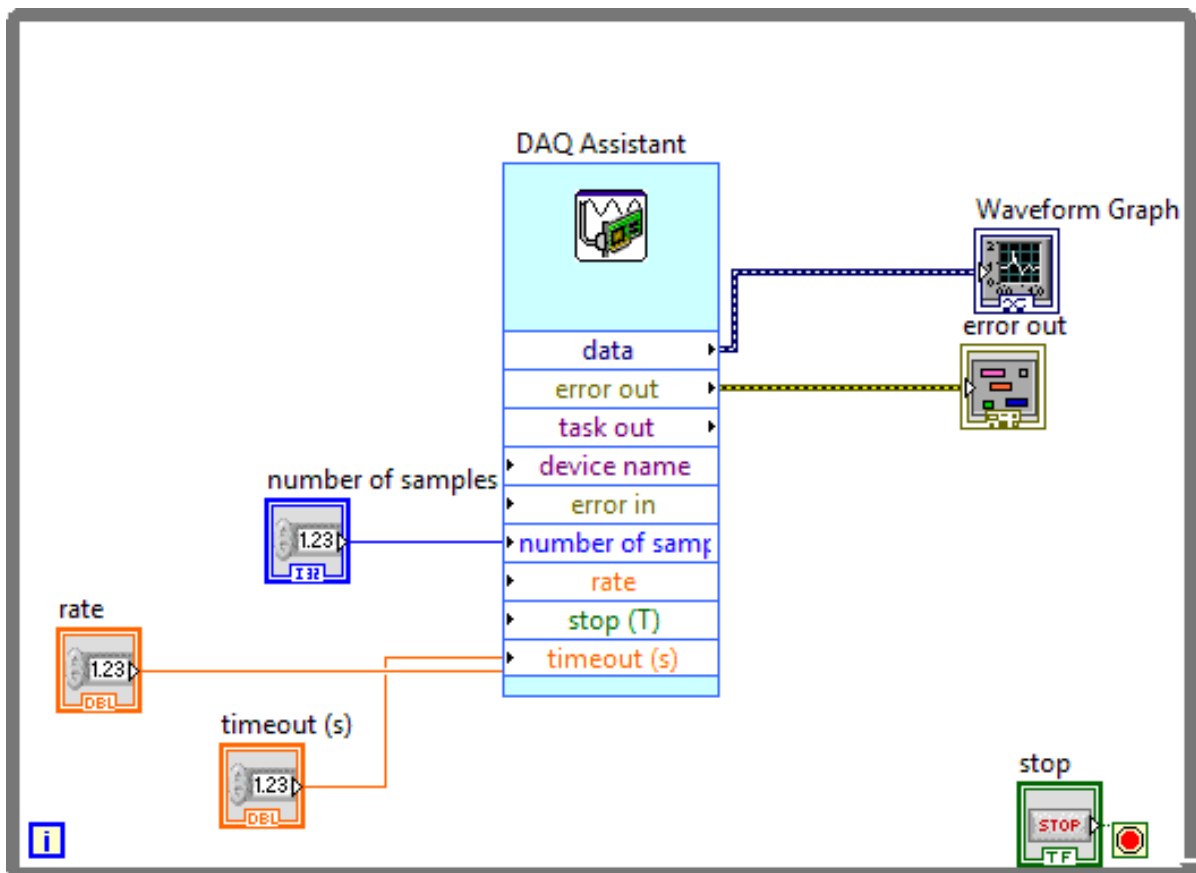 DAQ Assistant
Waveform Graph
data
error out
error out
task out
device name
number of samples
error in
1.23
I32
number of samp
rate
rate
1.23
DBL
stop (T)
timeout (s)
timeout (s)
1.23
DBL
stop
STOP
TF
i